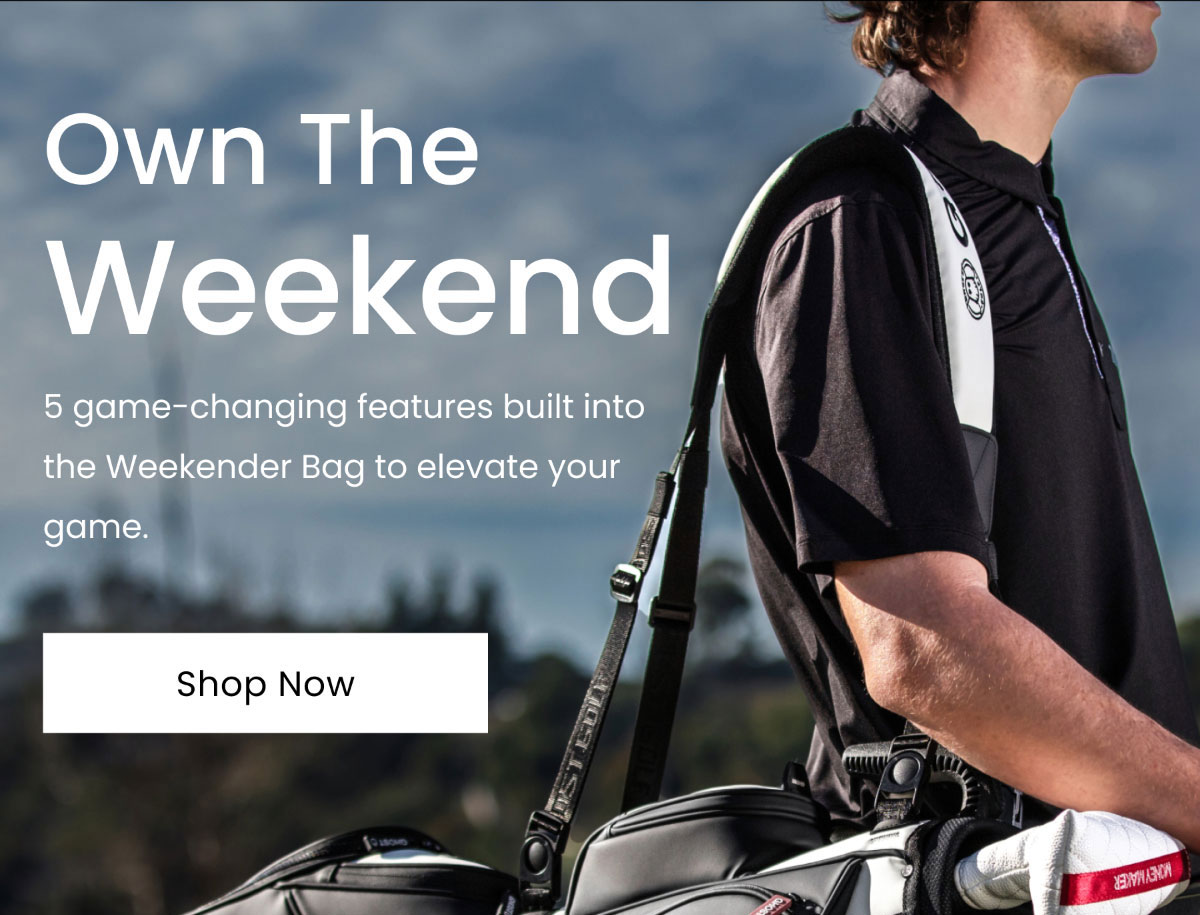 Own The
Weekend
5 game-changing features built into
the Weekender Bag to elevate your
game.
Shop Now
GHOST
MONEY MAKER